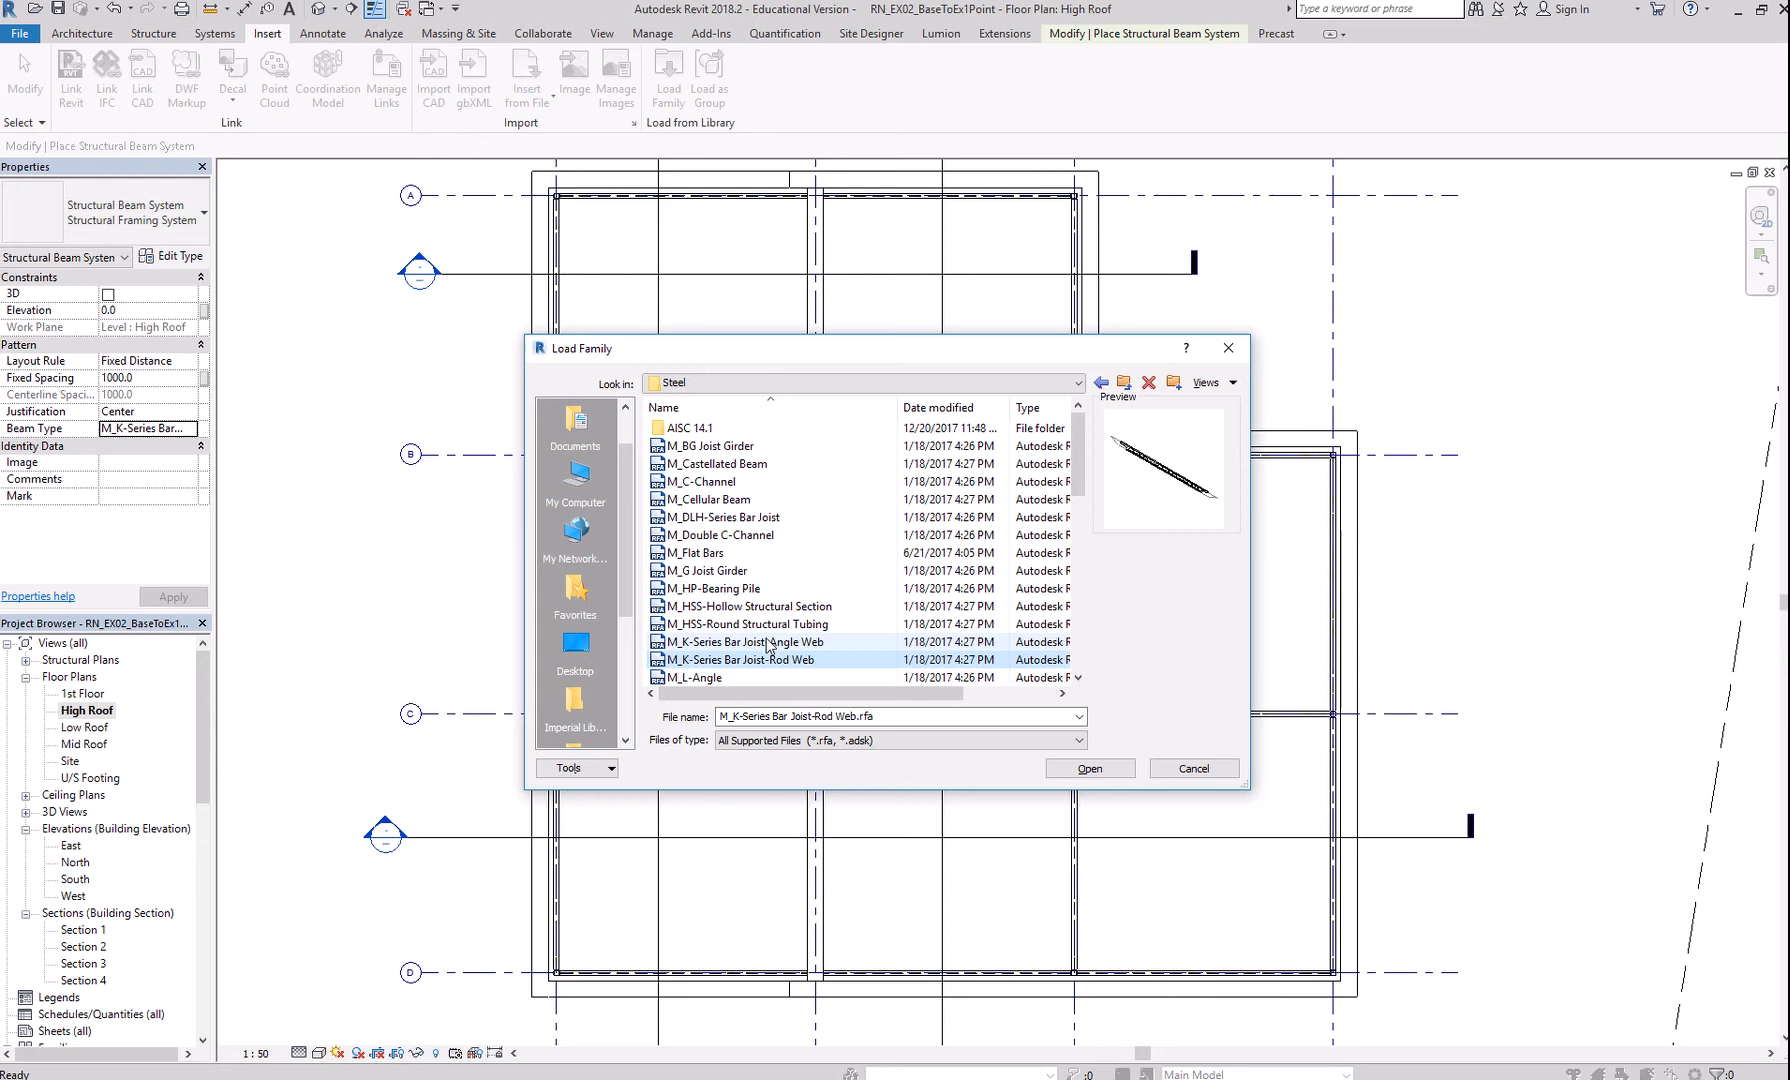 Autodesk Revit 2018.2 - Educational Version - RN_EX02_BaseToEx1Point - Floor Plan: High Roof
Type a keyword or phrase
Sign In
File Architecture Structure Systems Insert Annotate Analyze Massing & Site Collaborate View Manage Add-Ins Quantification Site Designer Lumion Extensions Modify | Place Structural Beam System Precast
Modify
Link Revit
Link IFC
Link CAD
DWF Markup
Decal
Point Cloud
Coordination Model
Manage Links
Import CAD
Import gbXML
Insert from File
Image
Manage Images
Load Family
Load as Group
Select Link Import Load from Library
Modify | Place Structural Beam System
Properties
Structural Beam System
Structural Framing System
Structural Beam Systen Edit Type
Constraints
3D
Elevation 0.0
Work Plane Level : High Roof
Pattern
Layout Rule Fixed Distance
Fixed Spacing 1000.0
Centerline Spaci... 1000.0
Justification Center
Beam Type M_K-Series Bar...
Identity Data
Image
Comments
Mark
Properties help Apply
Project Browser - RN_EX02_BaseToEx1...
Views (all)
Structural Plans
Floor Plans
1st Floor
High Roof
Low Roof
Mid Roof
Site
U/S Footing
Ceiling Plans
3D Views
Elevations (Building Elevation)
East
North
South
West
Sections (Building Section)
Section 1
Section 2
Section 3
Section 4
Legends
Schedules/Quantities (all)
Sheets (all)
A
B
C
D
Load Family
Look in: Steel Views
Documents
My Computer
My Network...
Favorites
Desktop
Imperial Lib...
Name Date modified Type
AISC 14.1 12/20/2017 11:48 ... File folder
M_BG Joist Girder 1/18/2017 4:26 PM Autodesk R
M_Castellated Beam 1/18/2017 4:27 PM Autodesk R
M_C-Channel 1/18/2017 4:26 PM Autodesk R
M_Cellular Beam 1/18/2017 4:27 PM Autodesk R
M_DLH-Series Bar Joist 1/18/2017 4:26 PM Autodesk R
M_Double C-Channel 1/18/2017 4:26 PM Autodesk R
M_Flat Bars 6/21/2017 4:05 PM Autodesk R
M_G Joist Girder 1/18/2017 4:26 PM Autodesk R
M_HP-Bearing Pile 1/18/2017 4:26 PM Autodesk R
M_HSS-Hollow Structural Section 1/18/2017 4:27 PM Autodesk R
M_HSS-Round Structural Tubing 1/18/2017 4:27 PM Autodesk R
M_K-Series Bar Joist-Angle Web 1/18/2017 4:27 PM Autodesk R
M_K-Series Bar Joist-Rod Web 1/18/2017 4:27 PM Autodesk R
M_L-Angle 1/18/2017 4:26 PM Autodesk R
Preview
File name: M_K-Series Bar Joist-Rod Web.rfa
Files of type: All Supported Files (*.rfa, *.adsk)
Tools Open Cancel
1 : 50
Ready
:0
Main Model
:0